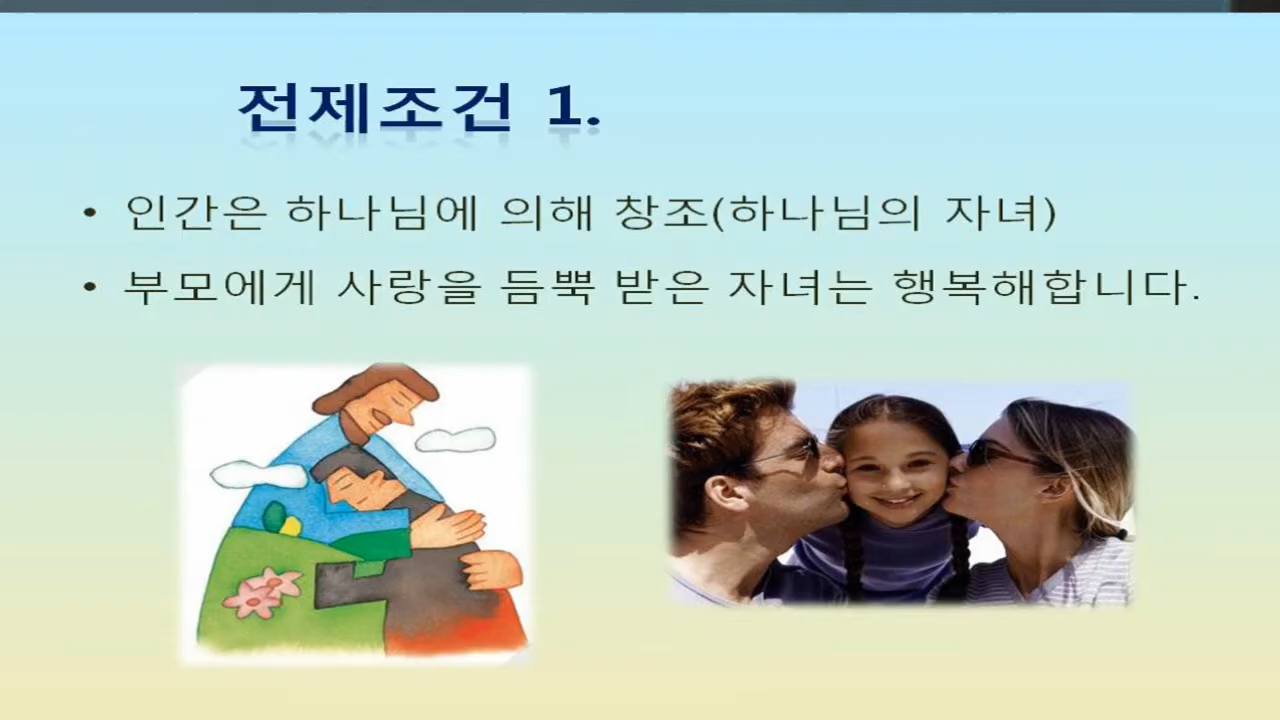 전제조건 1.
• 인간은 하나님에 의해 창조(하나님의 자녀)
• 부모에게 사랑을 듬뿍 받은 자녀는 행복해합니다.